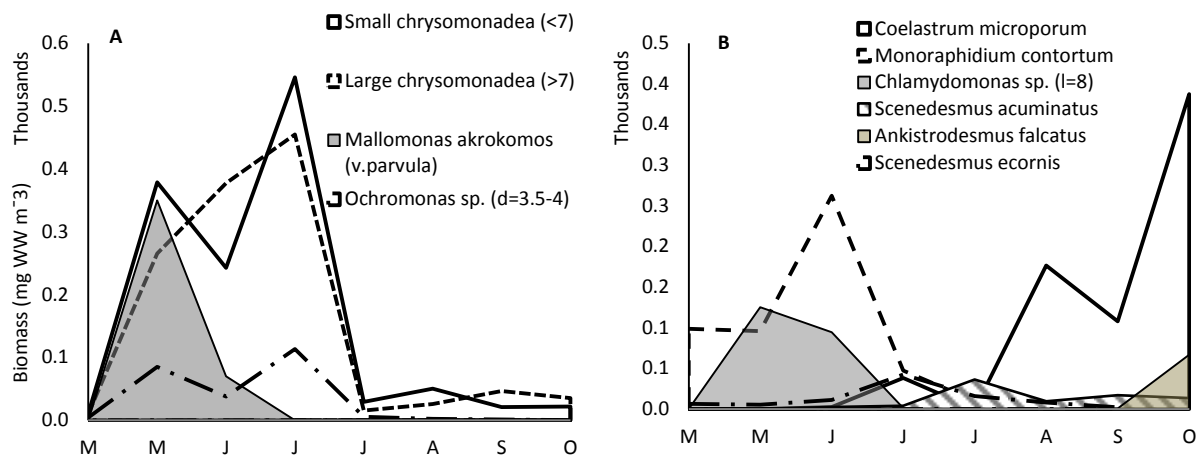 A
Thousands
Biomass (mg WW m⁻3)
0.6
0.5
0.4
0.3
0.2
0.1
0.0
M M J J J A S O
Small chrysomonadea (<7)
Large chrysomonadea (>7)
Mallomonas akrokomos
(v.parvula)
Ochromonas sp. (d=3.5-4)
B
Thousands
0.5
0.4
0.4
0.3
0.3
0.2
0.2
0.1
0.1
0.0
M M J J J A S O
Coelastrum microporum
Monoraphidium contortum
Chlamydomonas sp. (l=8)
Scenedesmus acuminatus
Ankistrodesmus falcatus
Scenedesmus ecornis